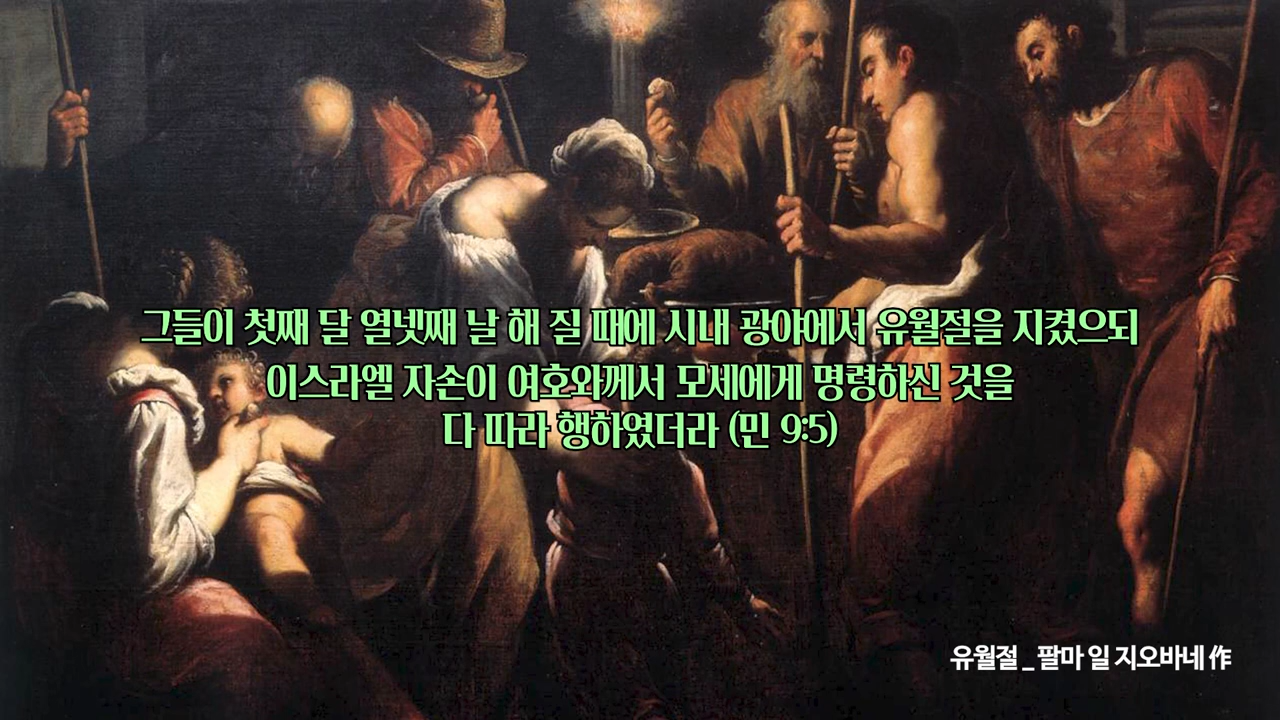 그들이 첫째 달 열넷째 날 해 질 때에 시내 광야에서 유월절을 지켰으되
이스라엘 자손이 여호와께서 모세에게 명령하신 것을
다 따라 행하였더라 (민 9:5)
유월절 _ 팔마 일 지오바네 作